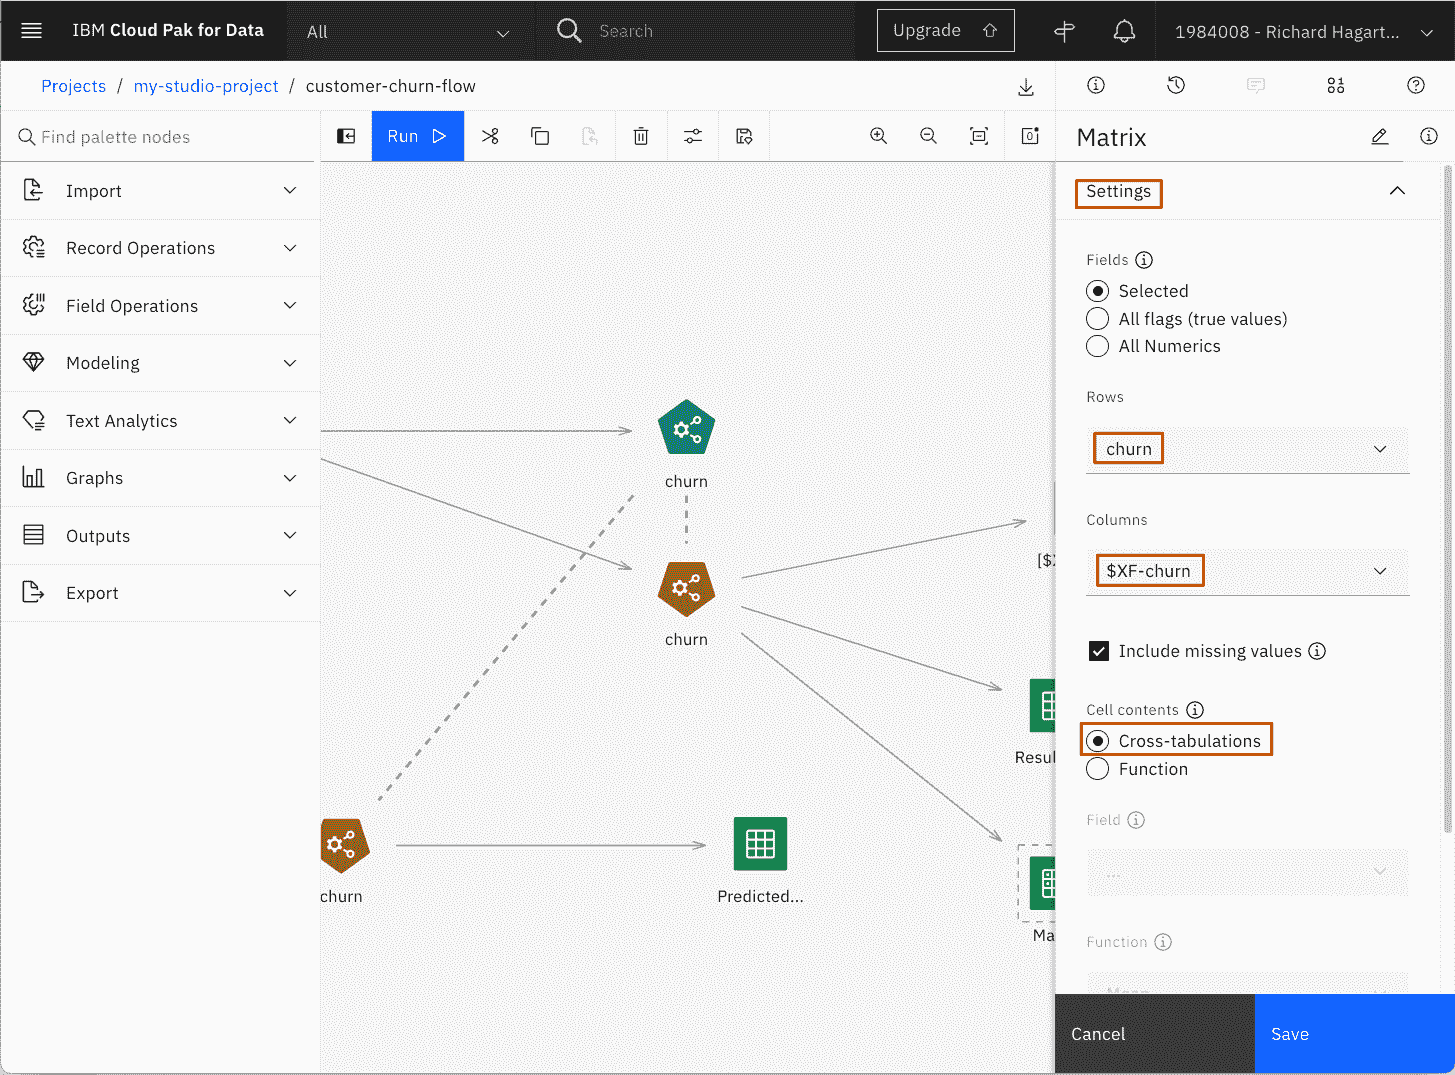 IBM Cloud Pak for Data
All
Search
Upgrade
1984008 - Richard Hagart...
Projects / my-studio-project / customer-churn-flow
Find palette nodes
Run
Matrix
Import
Record Operations
Field Operations
Modeling
Text Analytics
Graphs
Outputs
Export
churn
churn
[$X
Resul
churn
Predicted...
Ma
Settings
Fields
Selected
All flags (true values)
All Numerics
Rows
churn
Columns
$XF-churn
Include missing values
Cell contents
Cross-tabulations
Function
Field
...
Function
Mean
Cancel
Save